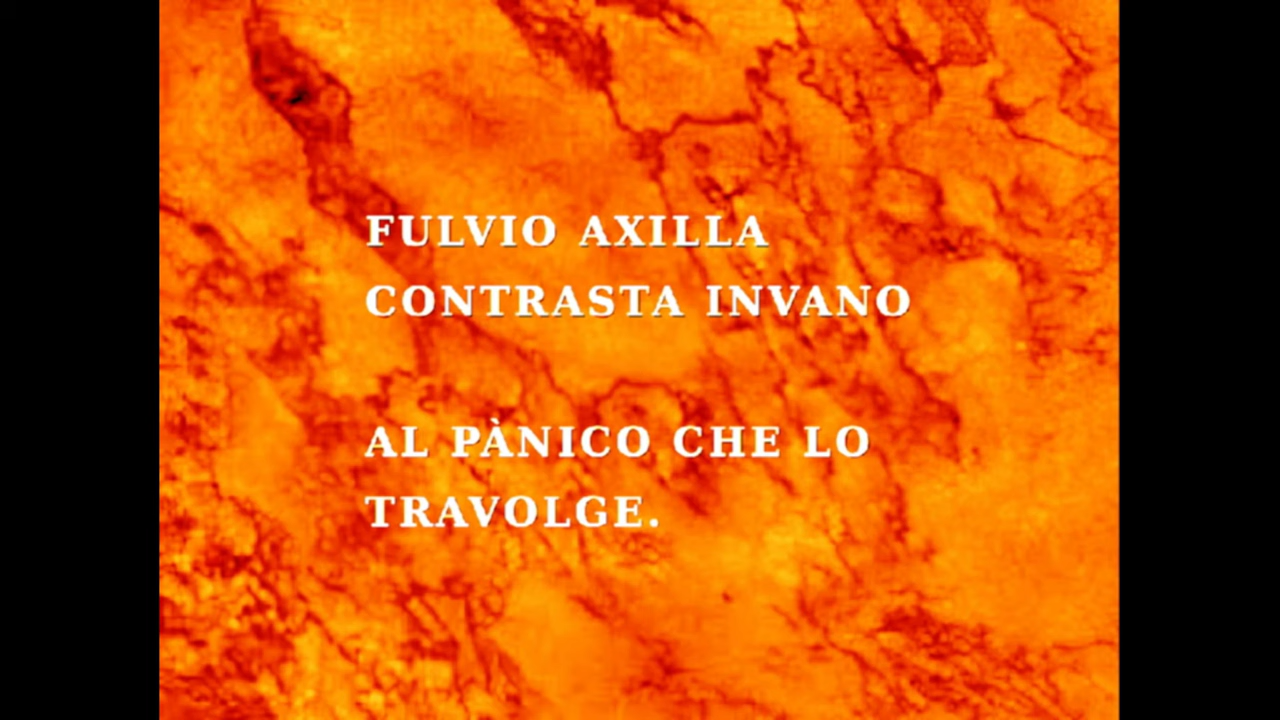 FULVIO AXILLA
CONTRASTA INVANO
AL PÀNICO CHE LO
TRAVOLGE.